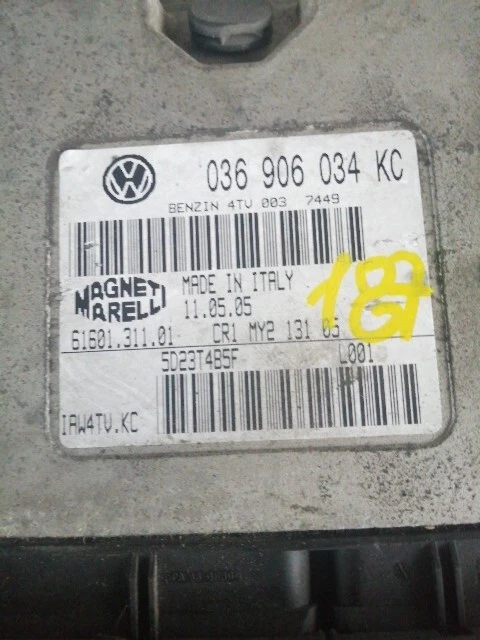 036 906 034 KC
BENZIN 4TV 003 7449
MAGNETI
MARELLI
MADE IN ITALY
11.05.05
187
61601.311.01 CR1 MY2 131 05
5D23T485F L001
IAW4TV.KC